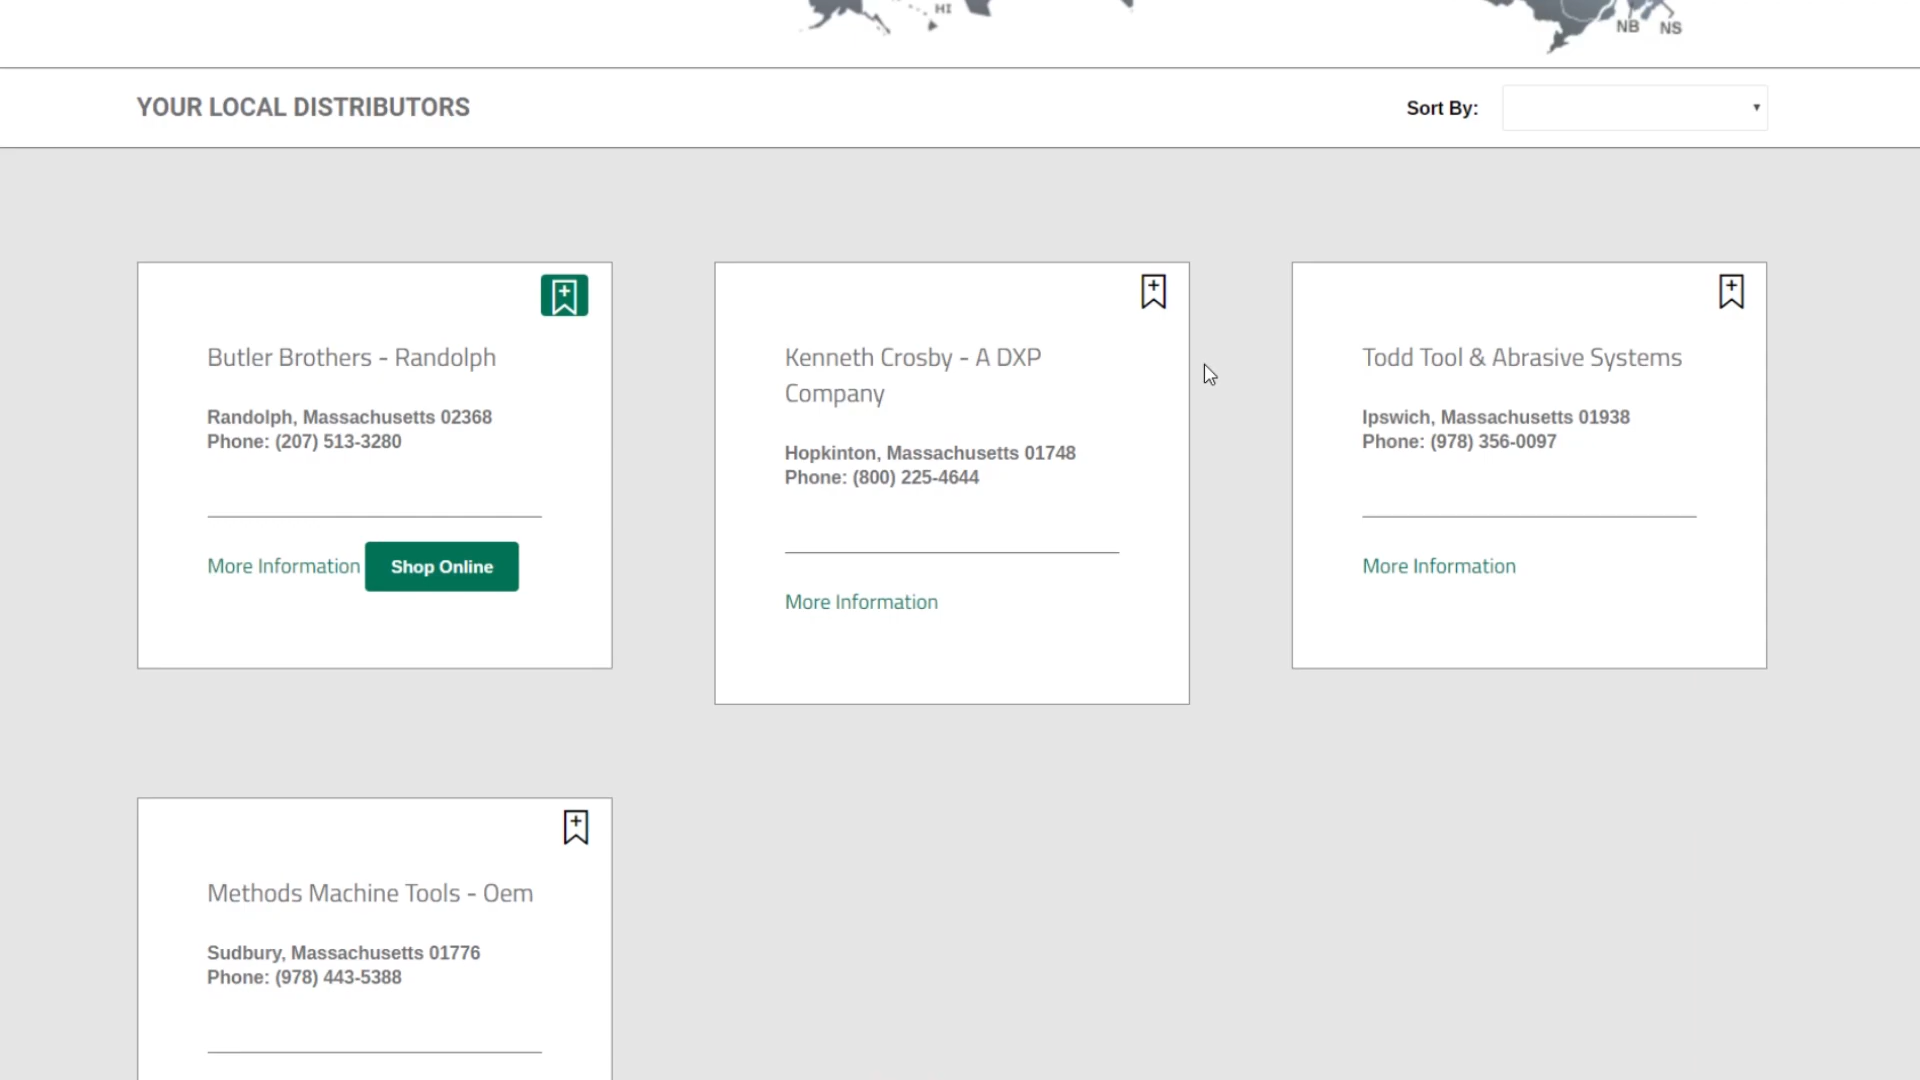 HI
NB NS
YOUR LOCAL DISTRIBUTORS
Sort By:
Butler Brothers - Randolph
Randolph, Massachusetts 02368
Phone: (207) 513-3280
More Information Shop Online
Kenneth Crosby - A DXP
Company
Hopkinton, Massachusetts 01748
Phone: (800) 225-4644
More Information
Todd Tool & Abrasive Systems
Ipswich, Massachusetts 01938
Phone: (978) 356-0097
More Information
Methods Machine Tools - Oem
Sudbury, Massachusetts 01776
Phone: (978) 443-5388